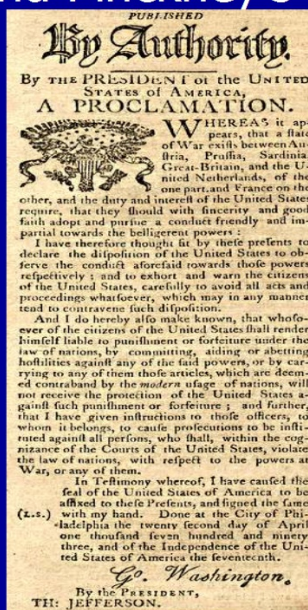 PUBLISHED
By Authority.
By THE PRESIDENT of the UNITED
STATES of AMERICA,
A PROCLAMATION.
WHEREAS it ap-
pears, that a ſtate
of War exiſts between Au-
ſtria, Pruſſia, Sardinia,
Great-Britain, and the U-
nited Netherlands, of the
one part, and France on the
other, and the duty and intereſt of the United
States require, that they ſhould with ſincerity and good
faith adopt and purſue a conduct friendly and im-
partial towards the belligerent powers :
I have therefore thought fit by theſe preſents to
declare the diſpoſition of the United States to ob-
ſerve the conduct aforeſaid towards thoſe powers
reſpectively ; and to exhort and warn the citizens
of the United States, carefully to avoid all acts and
proceedings whatſoever, which may in any manner
tend to contravene ſuch diſpoſition.
And I do hereby alſo make known, that whoſo-
ever of the citizens of the United States ſhall render
himſelf liable to puniſhment or forfeiture under the
law of nations, by committing, aiding or abetting
hoſtilities againſt any of the ſaid powers, or by car-
rying to any of them thoſe articles, which are deem-
ed contraband by the modern uſage of nations, will
not receive the protection of the United States a-
gainſt ſuch puniſhment or forfeiture ; and further,
that I have given inſtructions to thoſe officers, to
whom it belongs, to cauſe proſecutions to be inſti-
tuted againſt all perſons, who ſhall, within the cog-
nizance of the Courts of the United States, violate
the law of nations, with reſpect to the powers at
War, or any of them.
In Teſtimony whereof, I have cauſed the
ſeal of the United States of America to be
affixed to theſe Preſents, and ſigned the ſame
(L.S.) with my hand. Done at the City of Phi-
ladelphia the twenty ſecond day of April
one thouſand ſeven hundred and ninety
three, and of the Independence of the Uni-
ted States of America the ſeventeenth.
Go. Washington.
By the PRESIDENT,
TH: JEFFERSON.